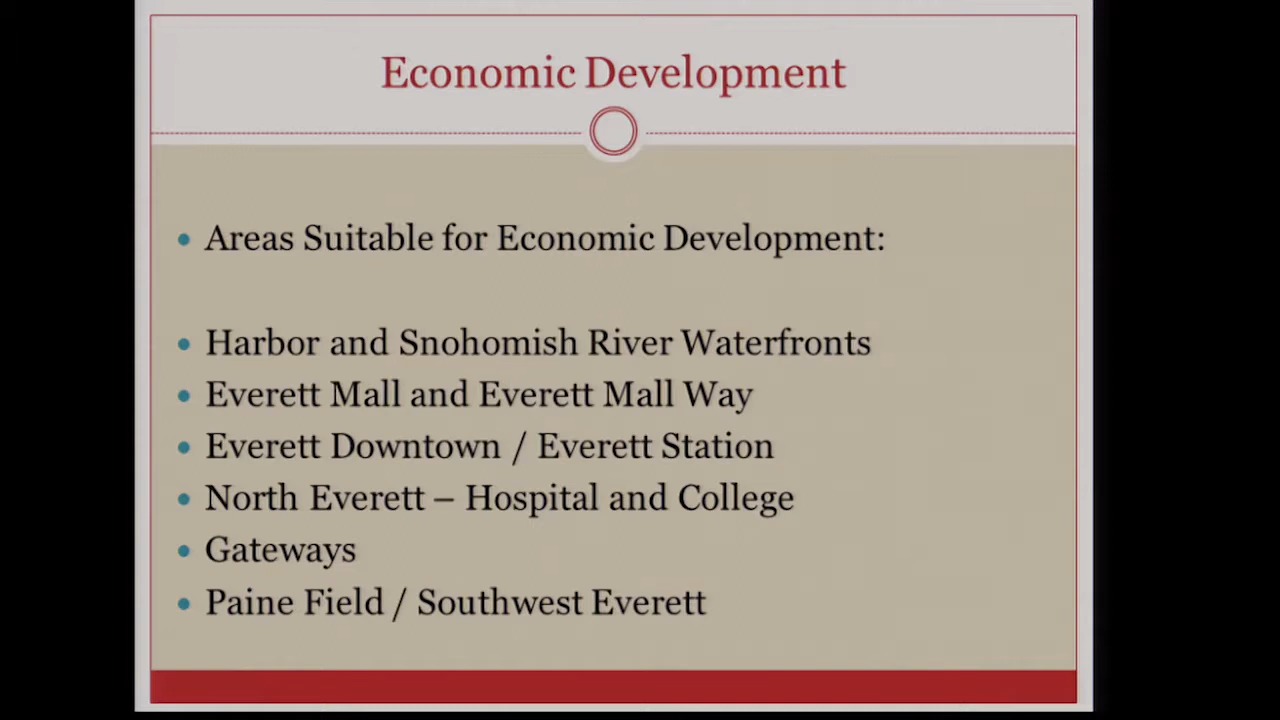 Economic Development
Areas Suitable for Economic Development:
Harbor and Snohomish River Waterfronts
Everett Mall and Everett Mall Way
Everett Downtown / Everett Station
North Everett – Hospital and College
Gateways
Paine Field / Southwest Everett